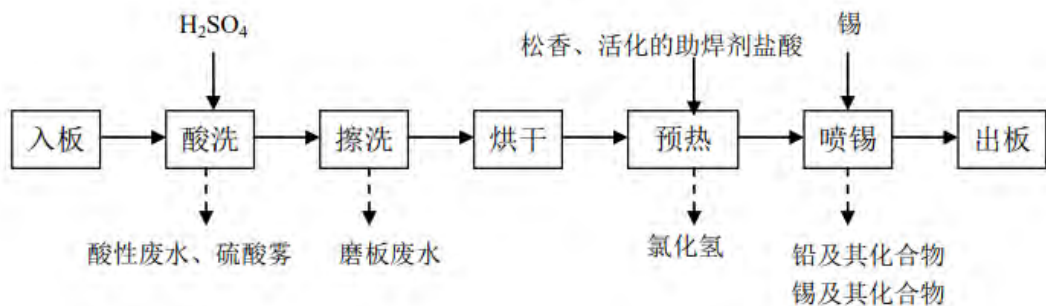 H₂SO₄
松香、活化的助焊剂盐酸
锡
入板
酸洗
擦洗
烘干
预热
喷锡
出板
酸性废水、硫酸雾
磨板废水
氯化氢
铅及其化合物
锡及其化合物